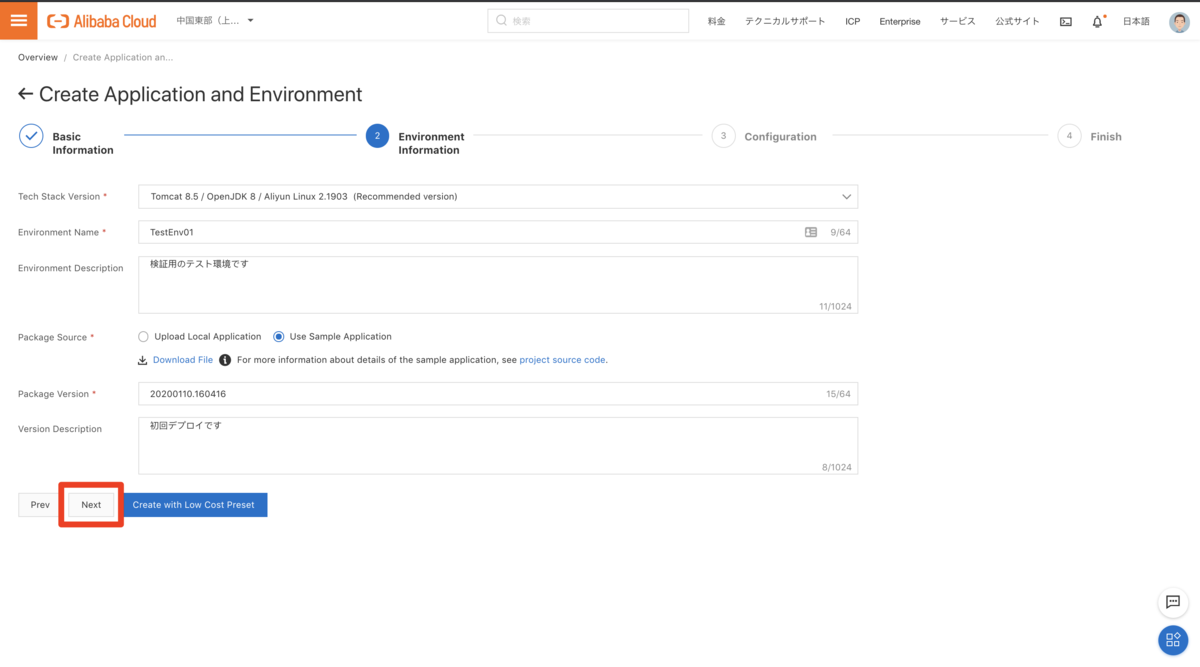 Alibaba Cloud 中国東部（上... 検索 料金 テクニカルサポート ICP Enterprise サービス 公式サイト 日本語
Overview / Create Application an...
← Create Application and Environment
Basic Information
2 Environment Information
3 Configuration
4 Finish
Tech Stack Version * Tomcat 8.5 / OpenJDK 8 / Aliyun Linux 2.1903 (Recommended version)
Environment Name * TestEnv01 9/64
Environment Description 検証用のテスト環境です
11/1024
Package Source * Upload Local Application Use Sample Application
Download File For more information about details of the sample application, see project source code.
Package Version * 20200110.160416 15/64
Version Description 初回デプロイです
8/1024
Prev Next Create with Low Cost Preset